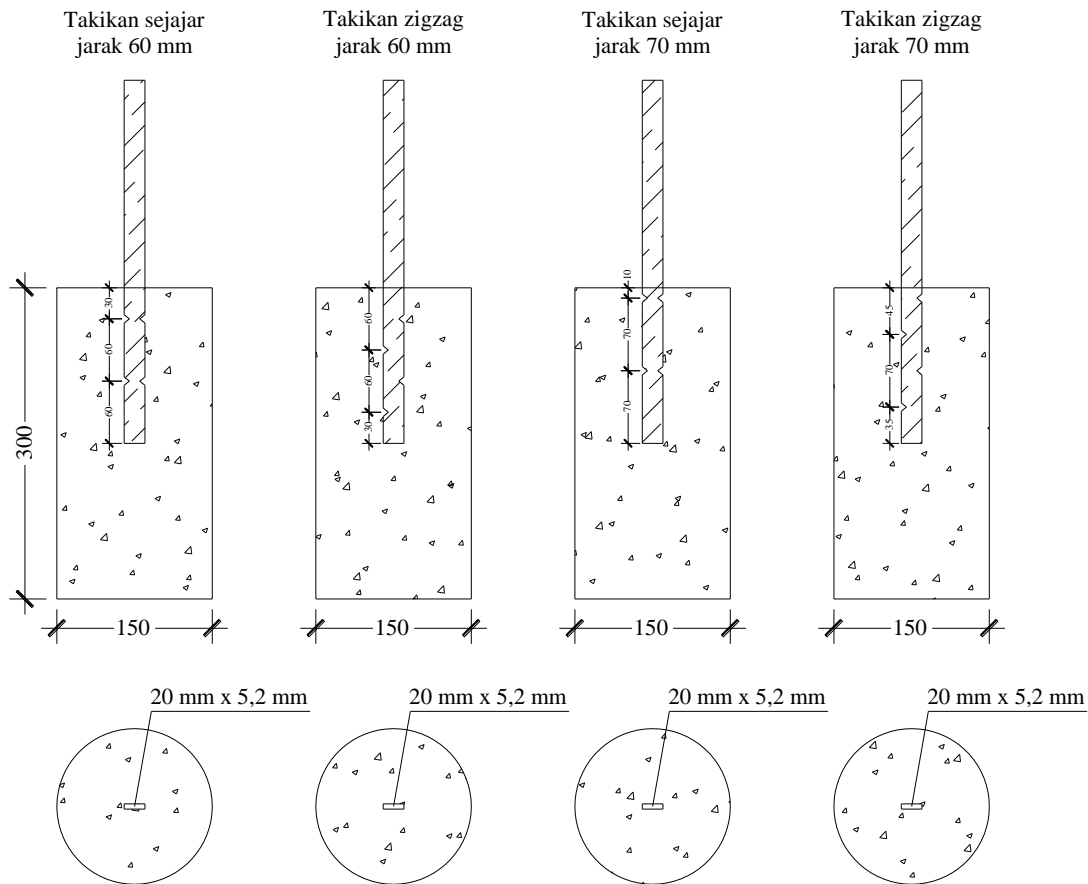 Takikan sejajar
jarak 60 mm
Takikan zigzag
jarak 60 mm
Takikan sejajar
jarak 70 mm
Takikan zigzag
jarak 70 mm
300
30
60
60
60
60
30
10
70
70
45
70
35
150
150
150
150
20 mm x 5,2 mm
20 mm x 5,2 mm
20 mm x 5,2 mm
20 mm x 5,2 mm